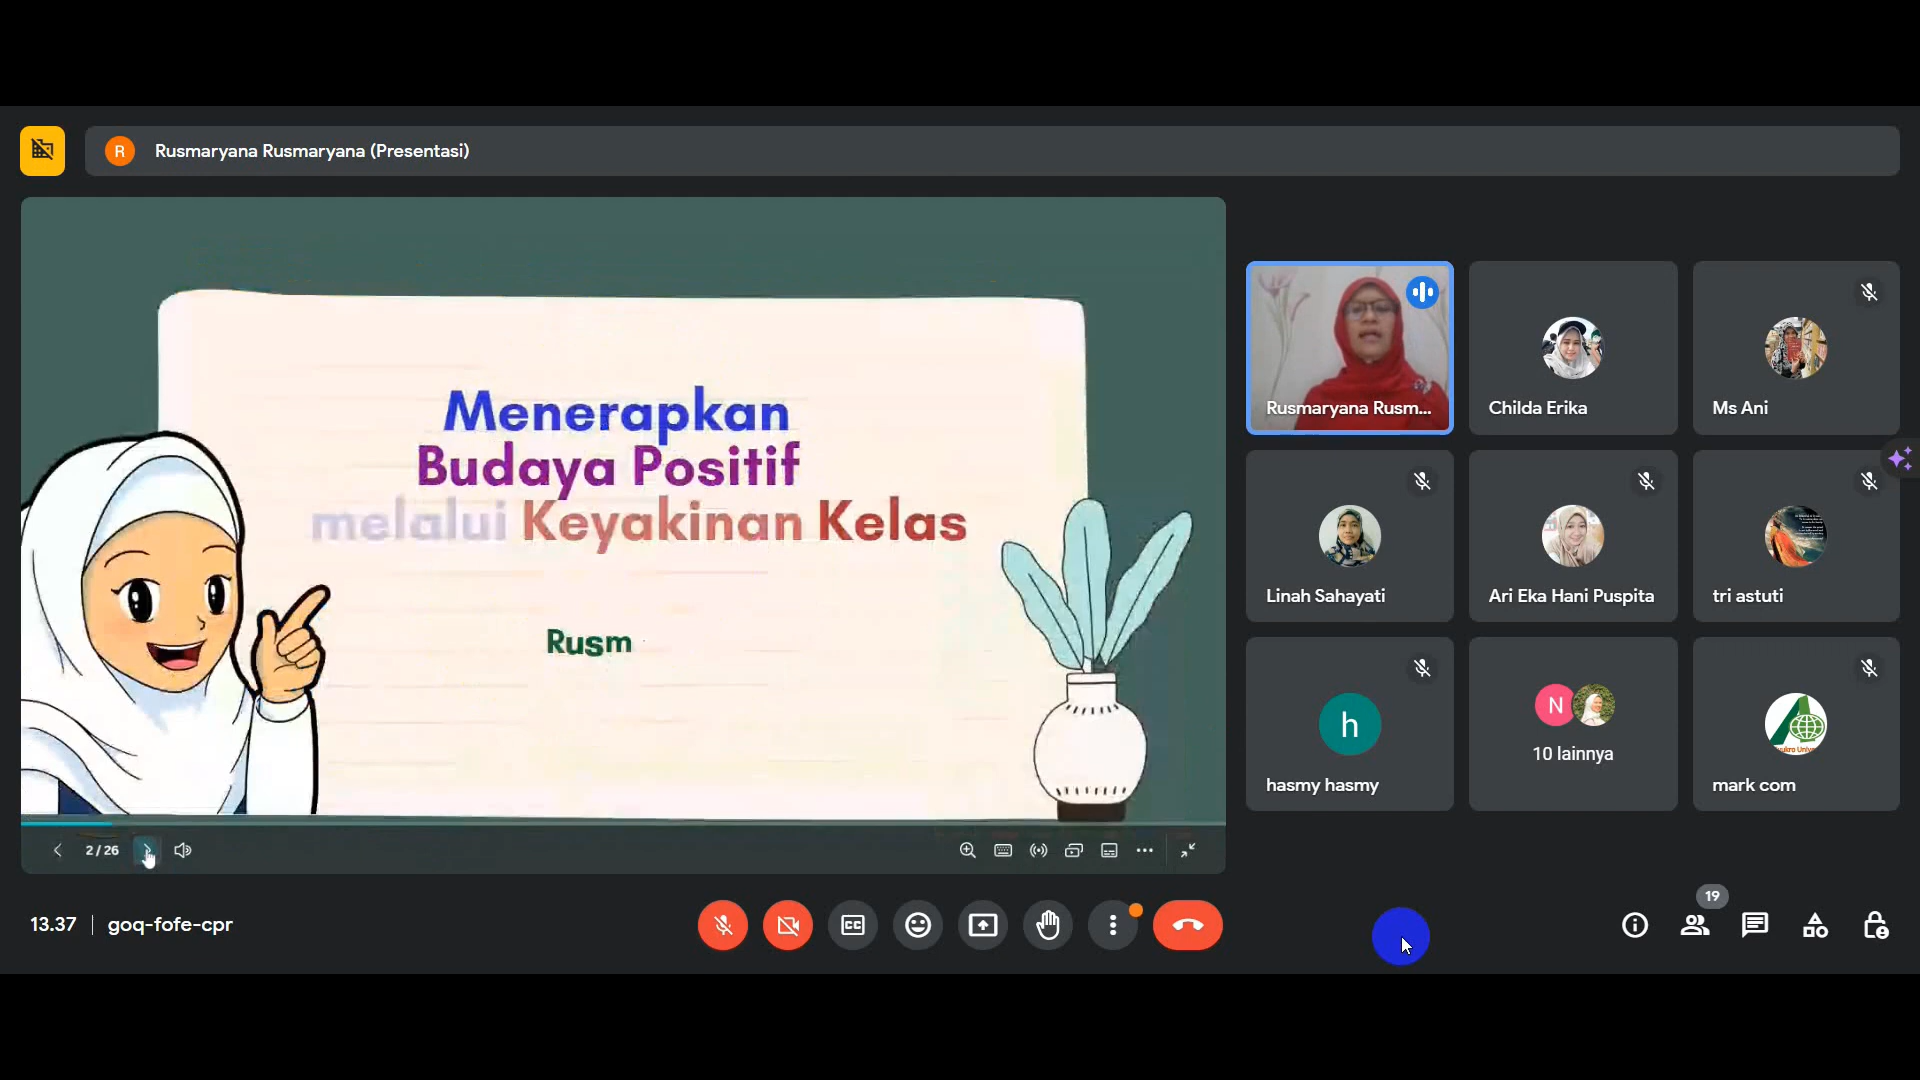 R
Rusmaryana Rusmaryana (Presentasi)
Menerapkan
Budaya Positif
melalui Keyakinan Kelas
Rusm
2 / 26
Rusmaryana Rusm...
Childa Erika
Ms Ani
Linah Sahayati
Ari Eka Hani Puspita
tri astuti
h
hasmy hasmy
N
10 lainnya
mark com
13.37
goq-fofe-cpr
CC
19